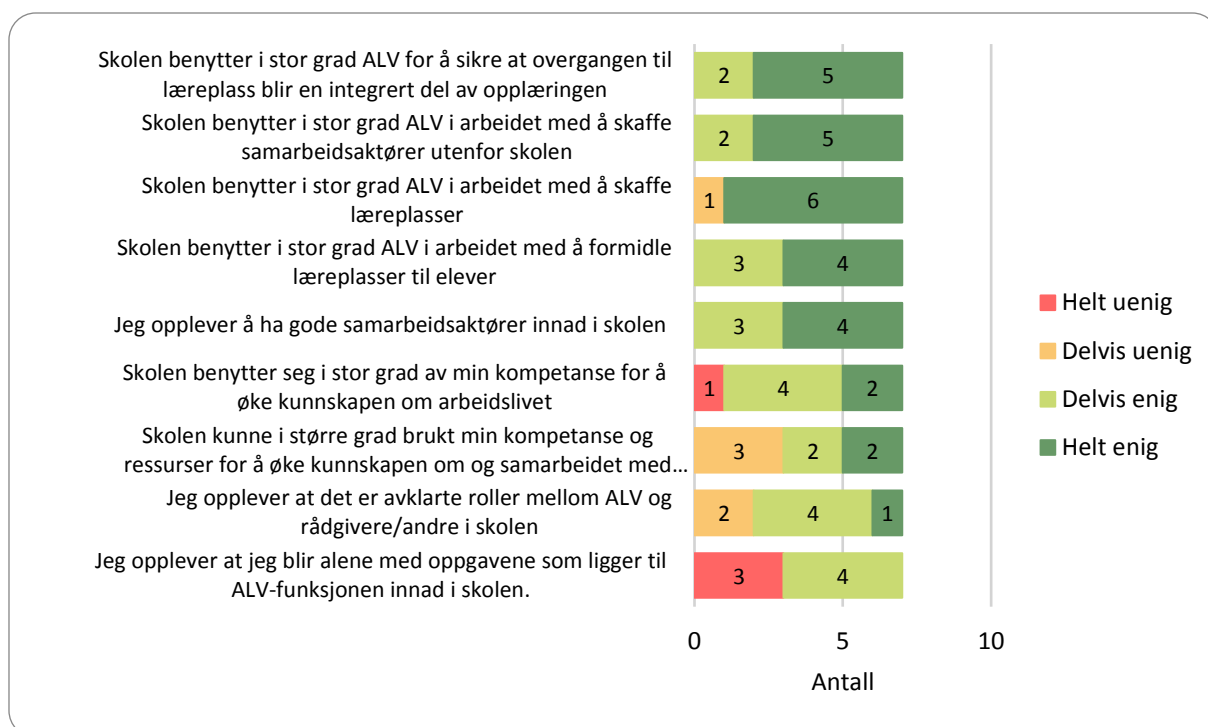 Skolen benytter i stor grad ALV for å sikre at overgangen til
læreplass blir en integrert del av opplæringen
2 5
Skolen benytter i stor grad ALV i arbeidet med å skaffe
samarbeidsaktører utenfor skolen
2 5
Skolen benytter i stor grad ALV i arbeidet med å skaffe
læreplasser
1 6
Skolen benytter i stor grad ALV i arbeidet med å formidle
læreplasser til elever
3 4
Jeg opplever å ha gode samarbeidsaktører innad i skolen
3 4
Skolen benytter seg i stor grad av min kompetanse for å
øke kunnskapen om arbeidslivet
1 4 2
Skolen kunne i større grad brukt min kompetanse og
ressurser for å øke kunnskapen om og samarbeidet med...
3 2 2
Jeg opplever at det er avklarte roller mellom ALV og
rådgivere/andre i skolen
2 4 1
Jeg opplever at jeg blir alene med oppgavene som ligger til
ALV-funksjonen innad i skolen.
3 4
0 5 10
Antall
Helt uenig
Delvis uenig
Delvis enig
Helt enig